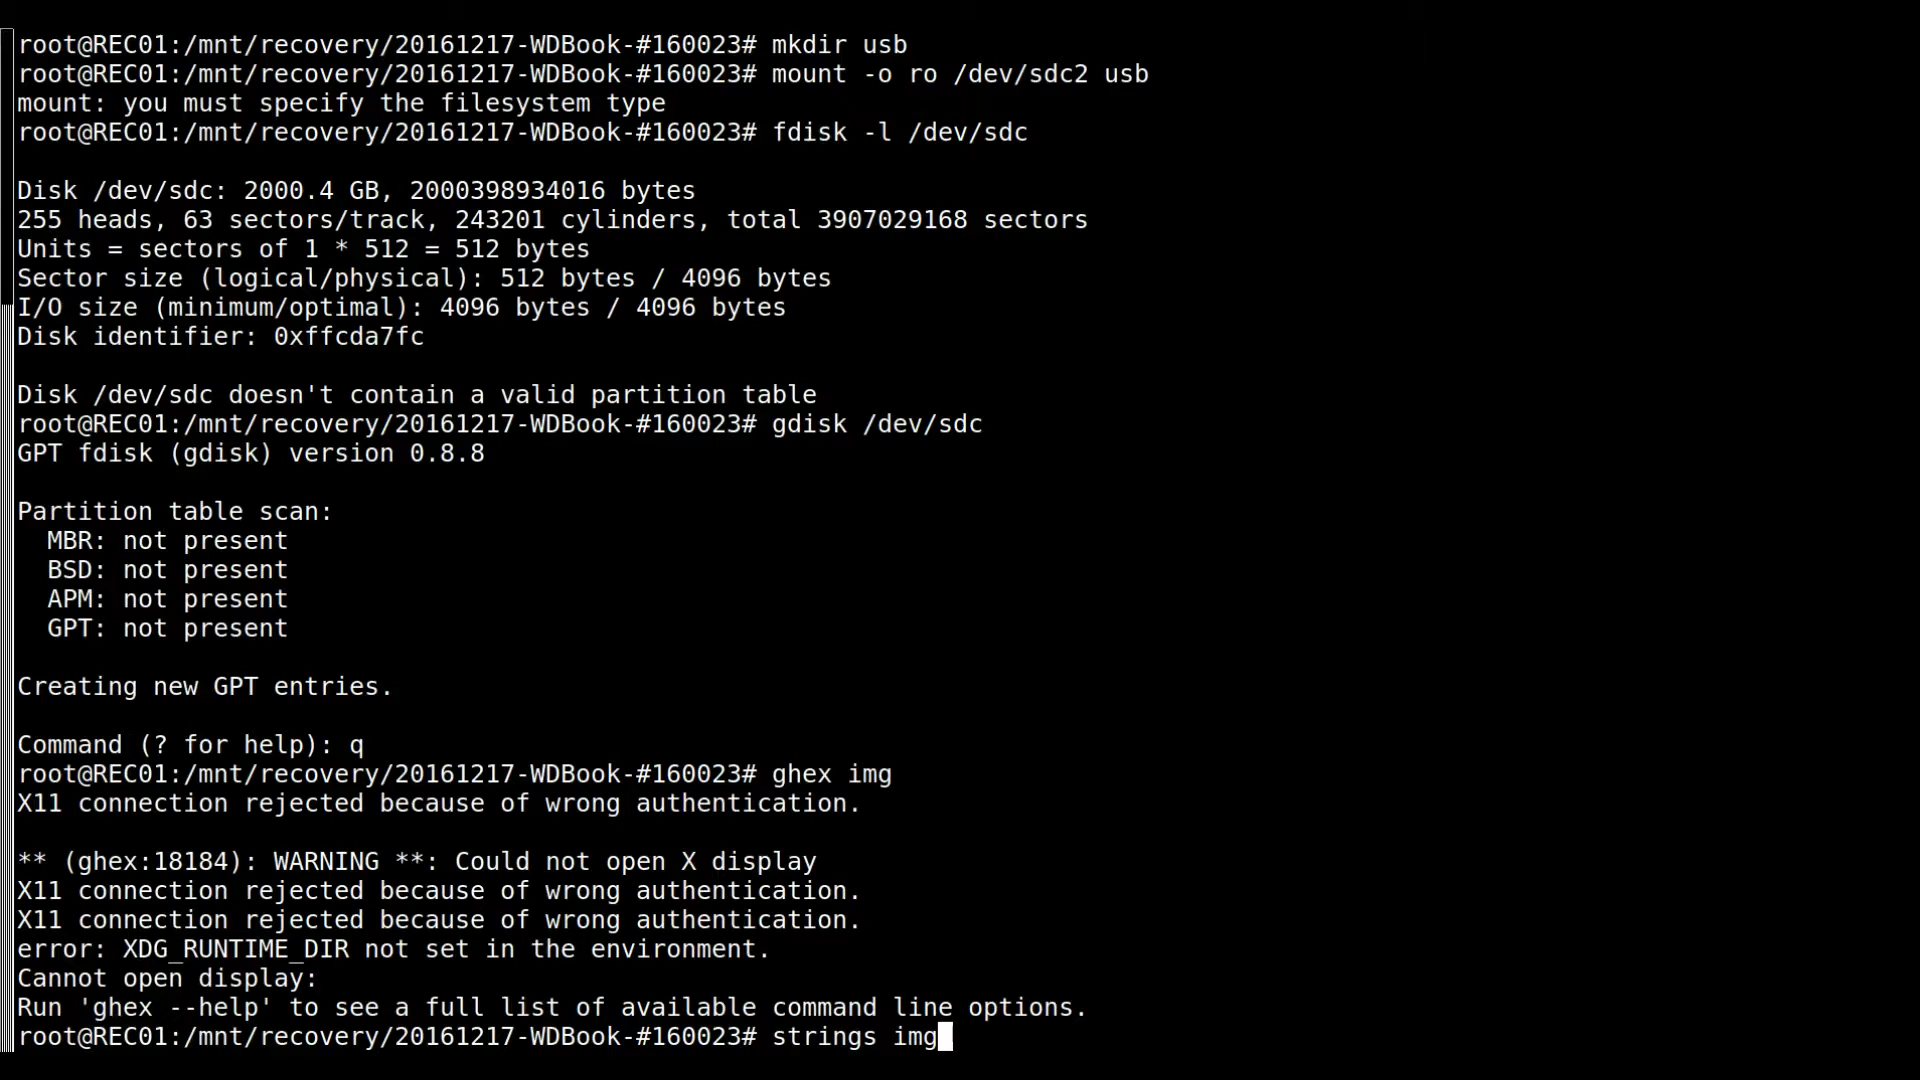 root@REC01:/mnt/recovery/20161217-WDBook-#160023# mkdir usb
root@REC01:/mnt/recovery/20161217-WDBook-#160023# mount -o ro /dev/sdc2 usb
mount: you must specify the filesystem type
root@REC01:/mnt/recovery/20161217-WDBook-#160023# fdisk -l /dev/sdc

Disk /dev/sdc: 2000.4 GB, 2000398934016 bytes
255 heads, 63 sectors/track, 243201 cylinders, total 3907029168 sectors
Units = sectors of 1 * 512 = 512 bytes
Sector size (logical/physical): 512 bytes / 4096 bytes
I/O size (minimum/optimal): 4096 bytes / 4096 bytes
Disk identifier: 0xffcda7fc

Disk /dev/sdc doesn't contain a valid partition table
root@REC01:/mnt/recovery/20161217-WDBook-#160023# gdisk /dev/sdc
GPT fdisk (gdisk) version 0.8.8

Partition table scan:
  MBR: not present
  BSD: not present
  APM: not present
  GPT: not present

Creating new GPT entries.

Command (? for help): q
root@REC01:/mnt/recovery/20161217-WDBook-#160023# ghex img
X11 connection rejected because of wrong authentication.

** (ghex:18184): WARNING **: Could not open X display
X11 connection rejected because of wrong authentication.
X11 connection rejected because of wrong authentication.
error: XDG_RUNTIME_DIR not set in the environment.
Cannot open display:
Run 'ghex --help' to see a full list of available command line options.
root@REC01:/mnt/recovery/20161217-WDBook-#160023# strings img